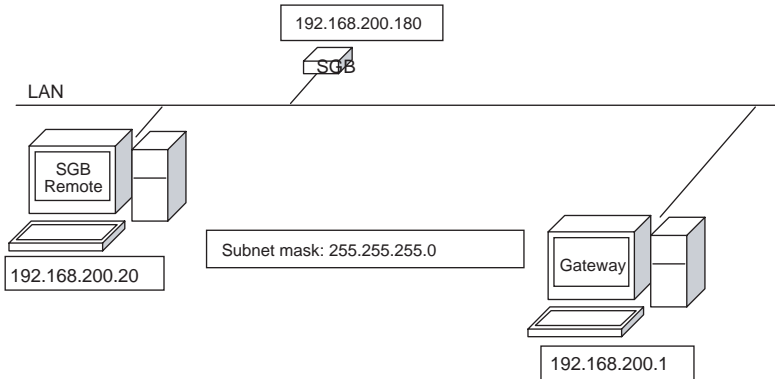 192.168.200.180
SGB
LAN
SGB
Remote
192.168.200.20
Subnet mask: 255.255.255.0
Gateway
192.168.200.1